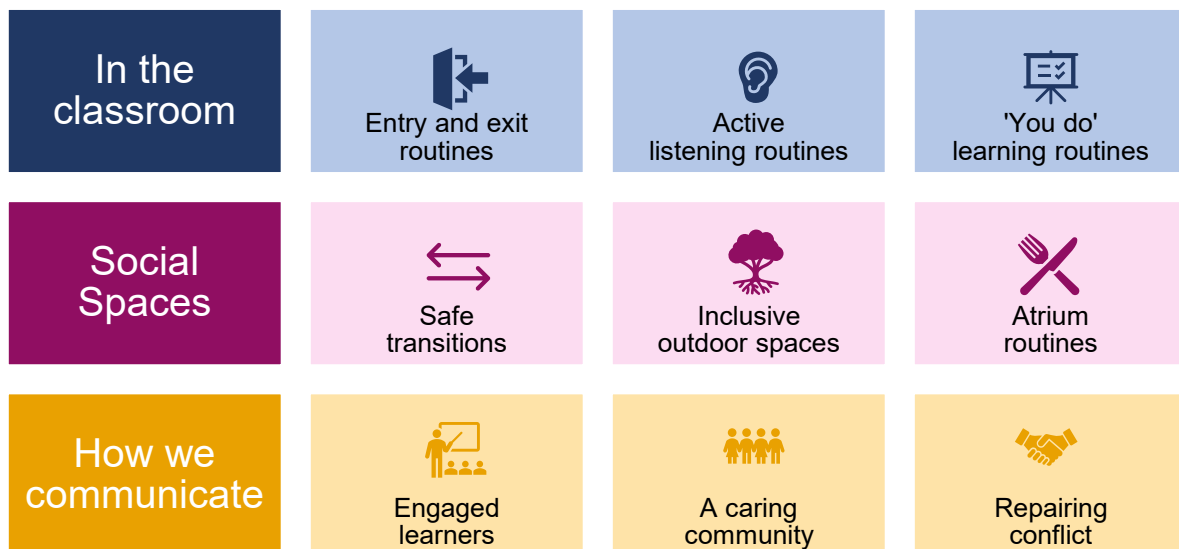 In the
classroom
Entry and exit
routines
Active
listening routines
'You do'
learning routines
Social
Spaces
Safe
transitions
Inclusive
outdoor spaces
Atrium
routines
How we
communicate
Engaged
learners
A caring
community
Repairing
conflict